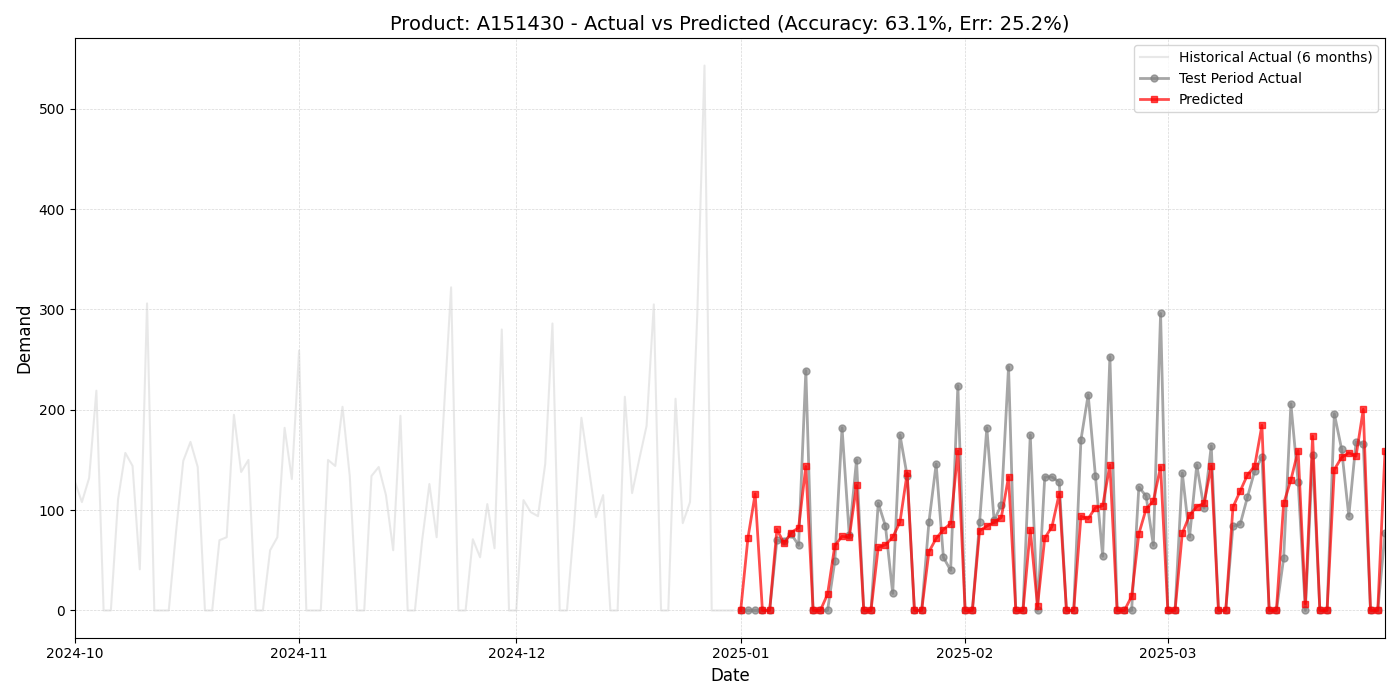 Product: A151430 - Actual vs Predicted (Accuracy: 63.1%, Err: 25.2%)
Historical Actual (6 months)
Test Period Actual
Predicted
Demand
500
400
300
200
100
0
2024-10
2024-11
2024-12
2025-01
2025-02
2025-03
Date